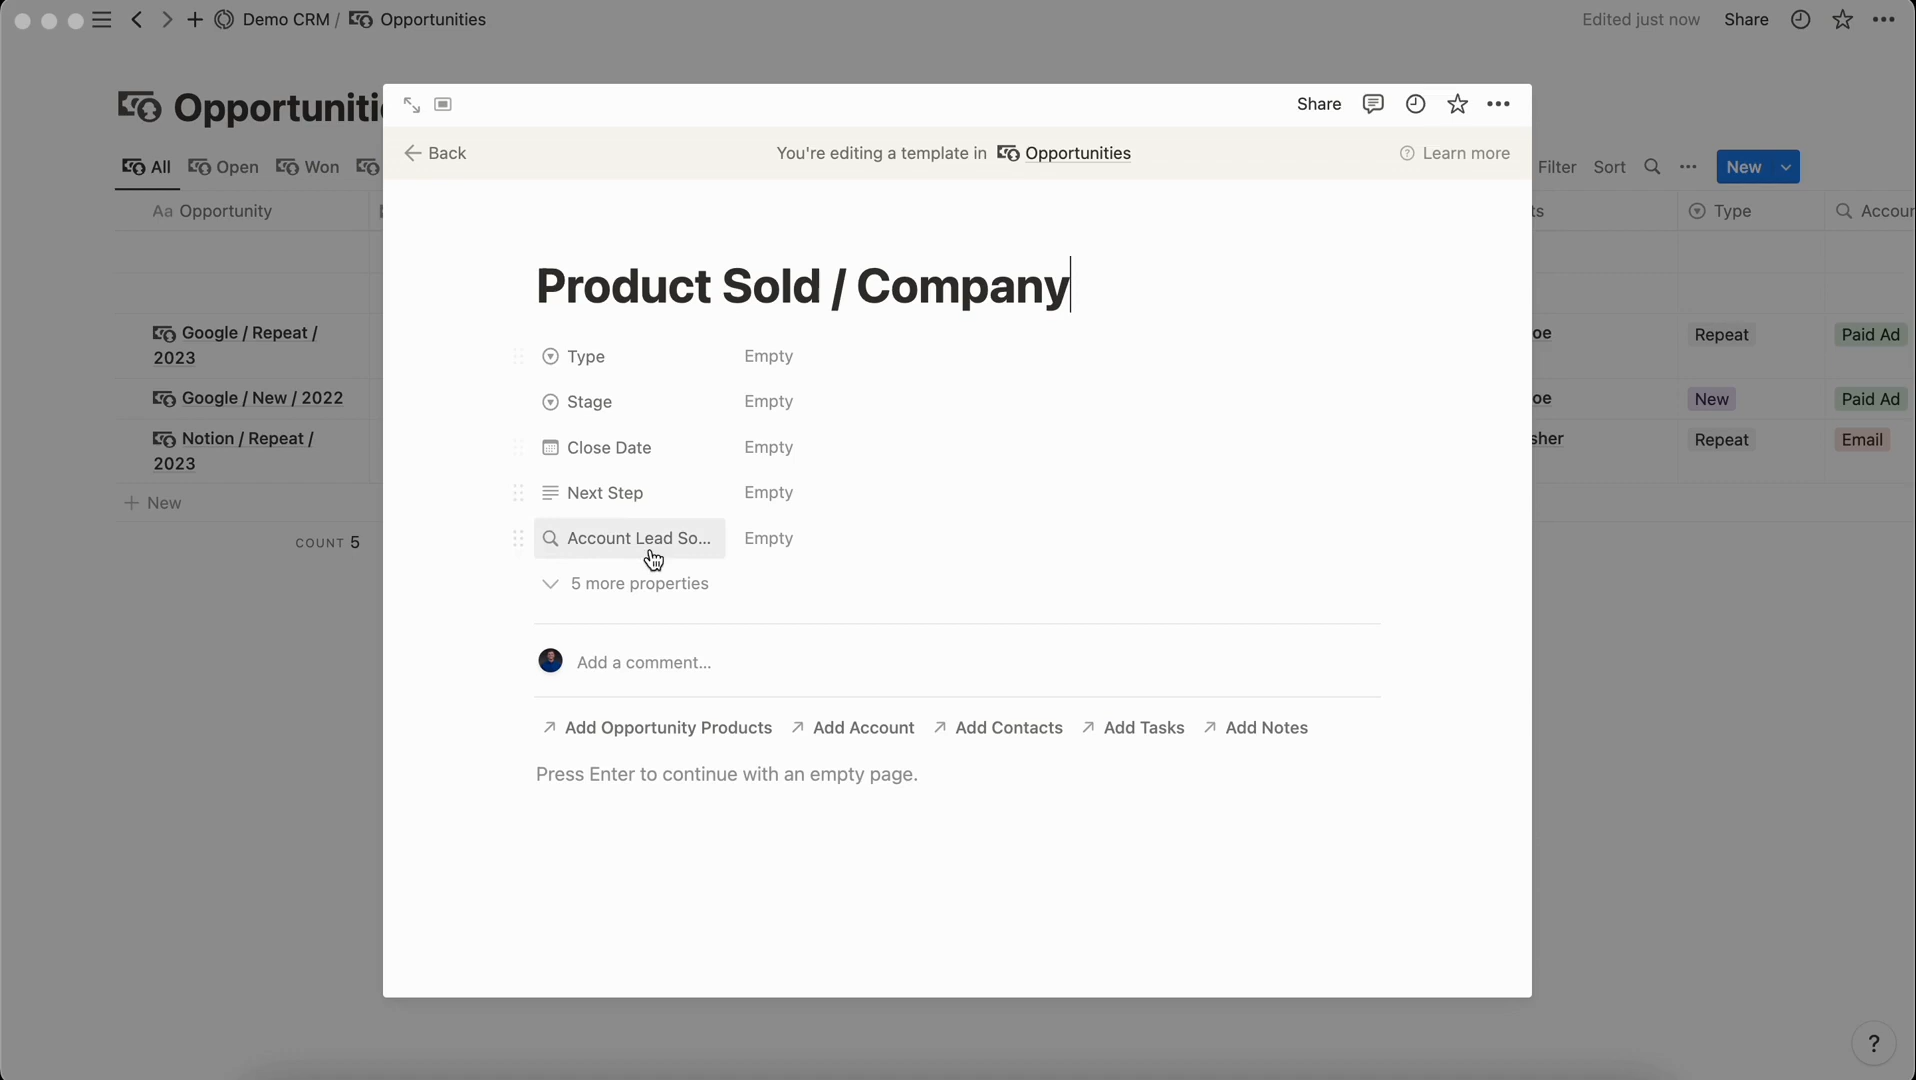 Demo CRM / Opportunities
Edited just now
Share
Opportuniti
All
Open
Won
Filter
Sort
New
Aa Opportunity
ts
Type
Accour
Google / Repeat /
2023
oe
Repeat
Paid Ad
Google / New / 2022
oe
New
Paid Ad
Notion / Repeat /
2023
sher
Repeat
Email
+ New
COUNT 5
Share
Back
You're editing a template in Opportunities
? Learn more
Product Sold / Company
Type Empty
Stage Empty
Close Date Empty
Next Step Empty
Account Lead So... Empty
5 more properties
Add a comment...
Add Opportunity Products
Add Account
Add Contacts
Add Tasks
Add Notes
Press Enter to continue with an empty page.
?